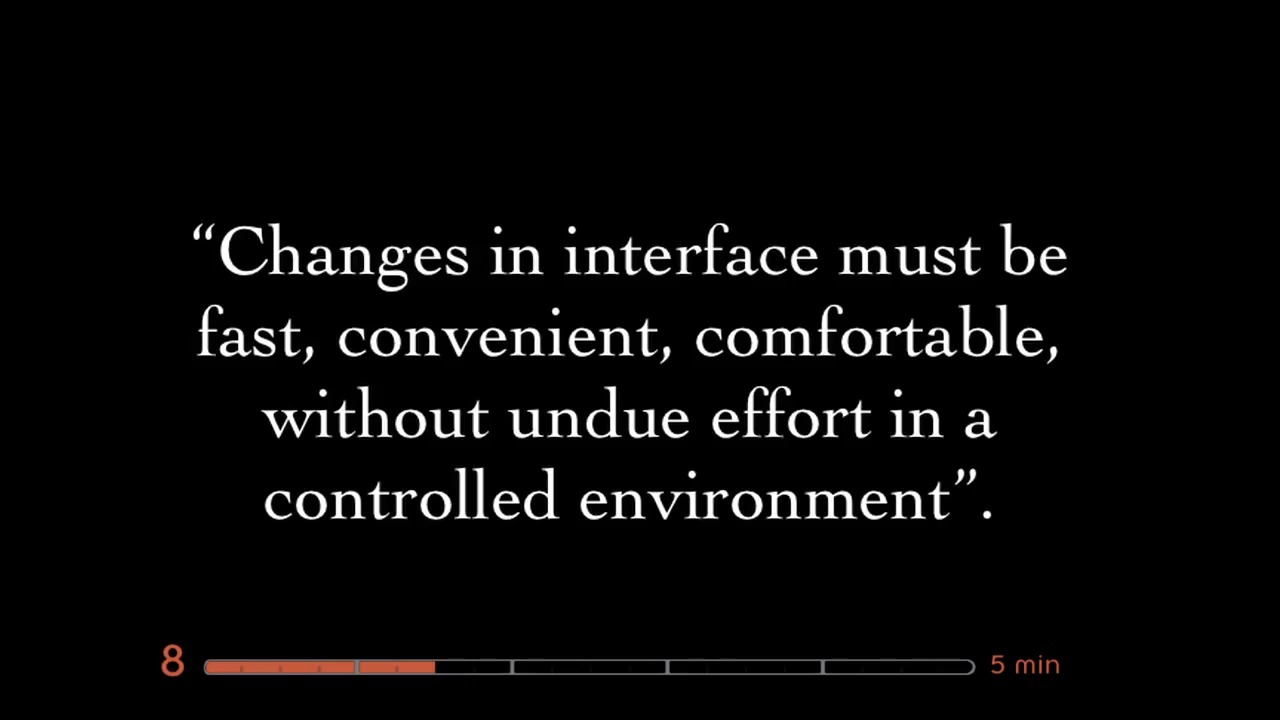 “Changes in interface must be
fast, convenient, comfortable,
without undue effort in a
controlled environment”.
8 5 min